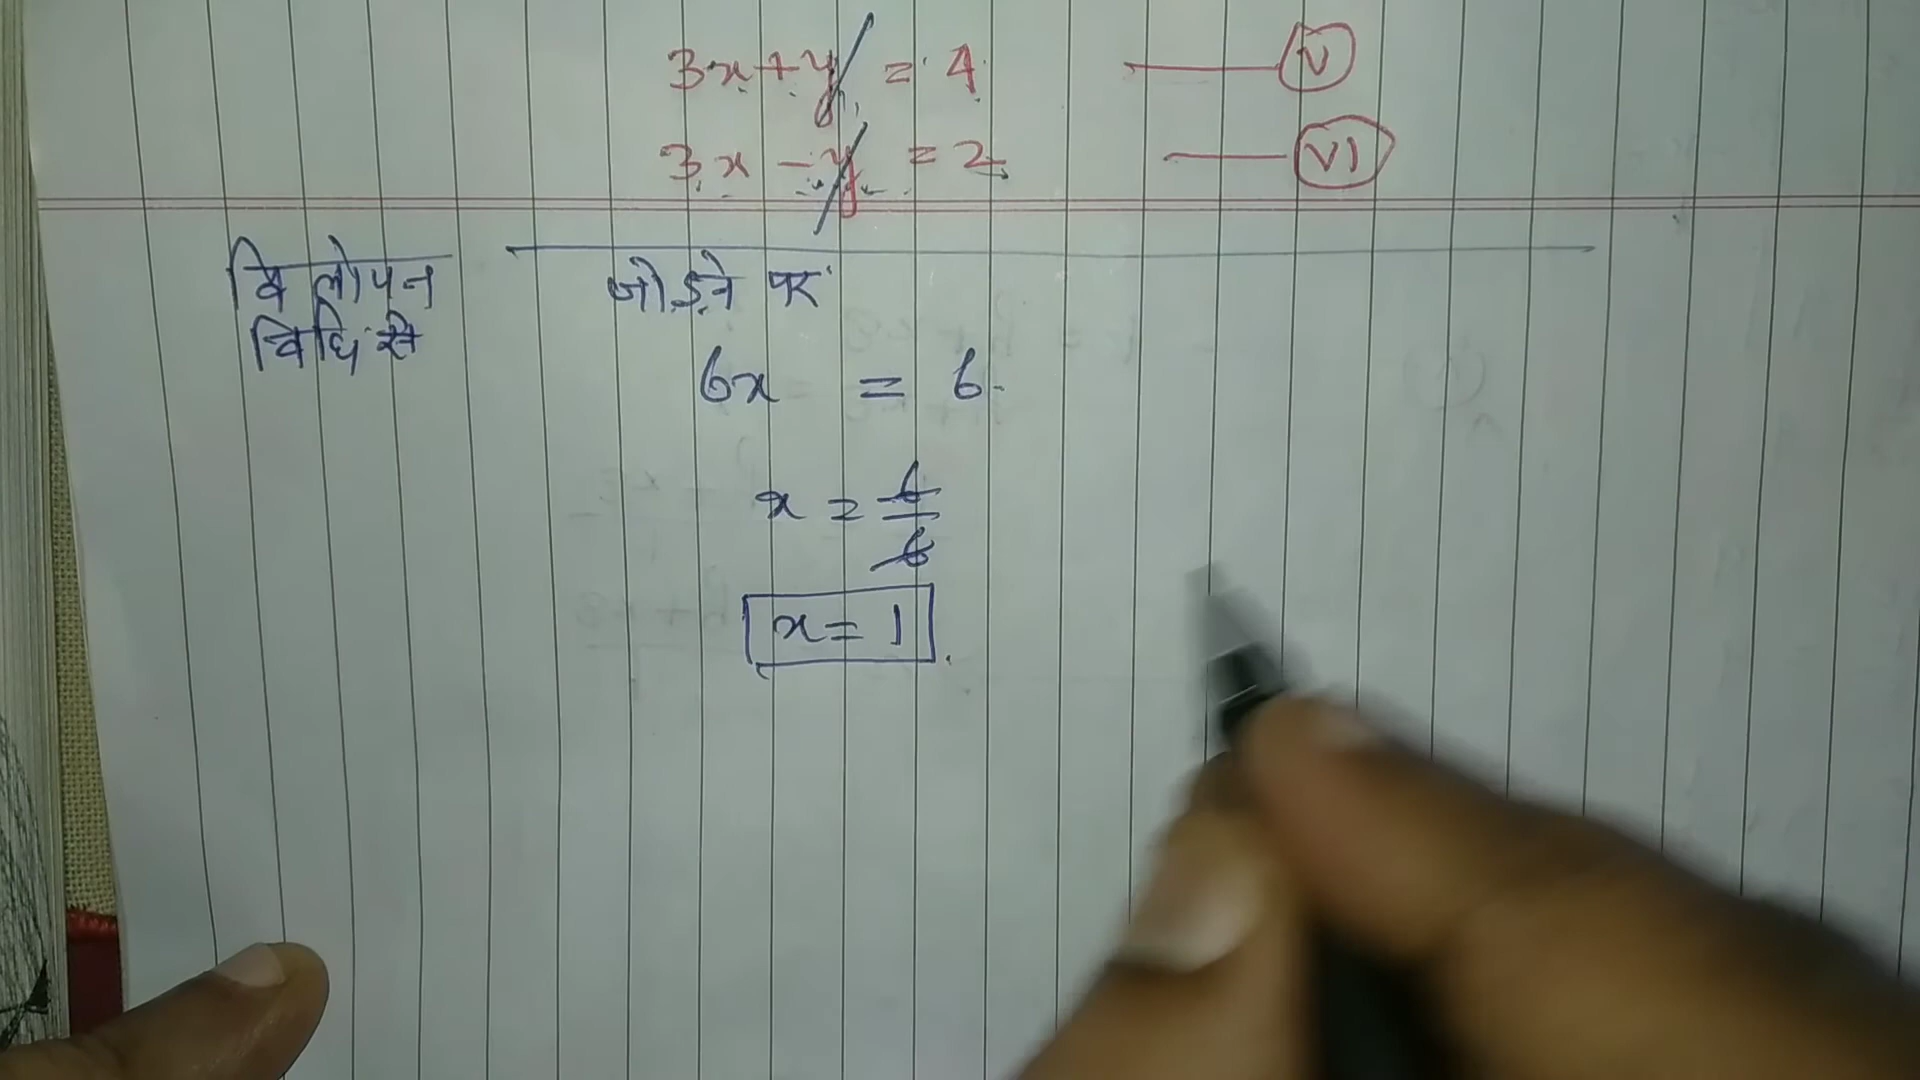 3x + y = 4 —— V
3x - y = 2 —— VI
विलोपन
विधि से
जोड़ने पर
6x = 6
x = 6/6
x = 1